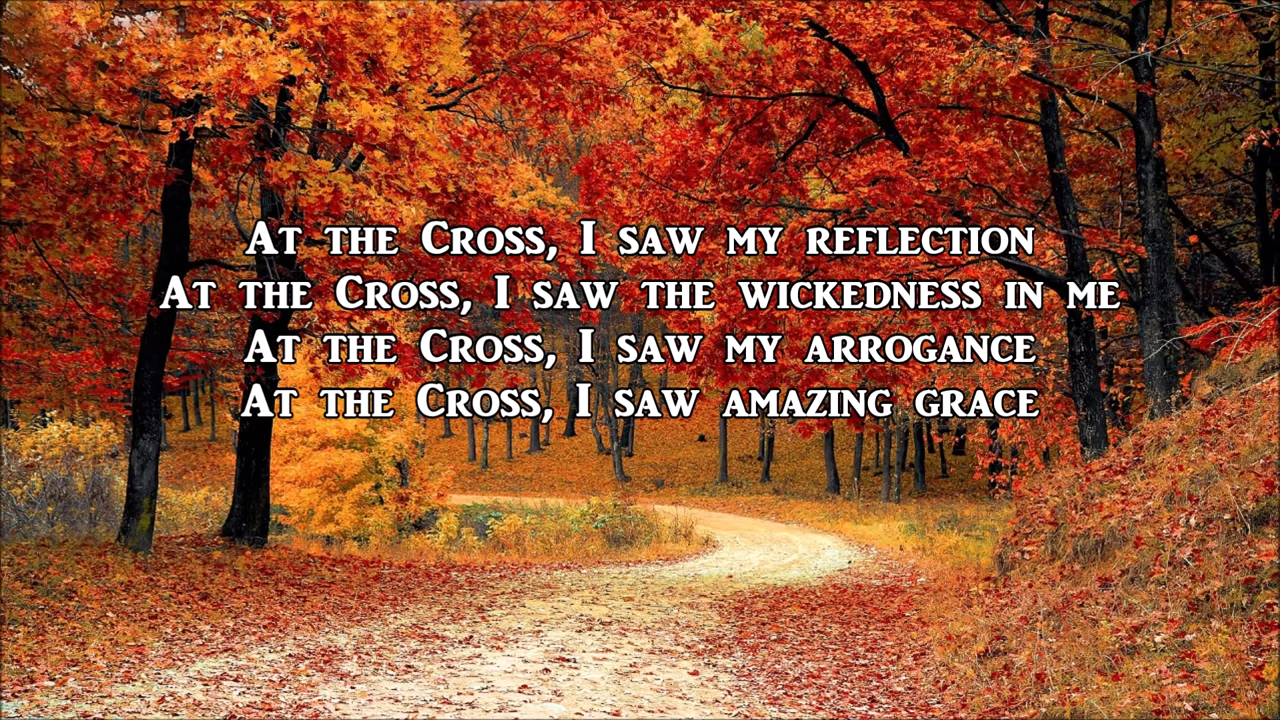 At the Cross, I saw my reflection
At the Cross, I saw the wickedness in me
At the Cross, I saw my arrogance
At the Cross, I saw amazing grace